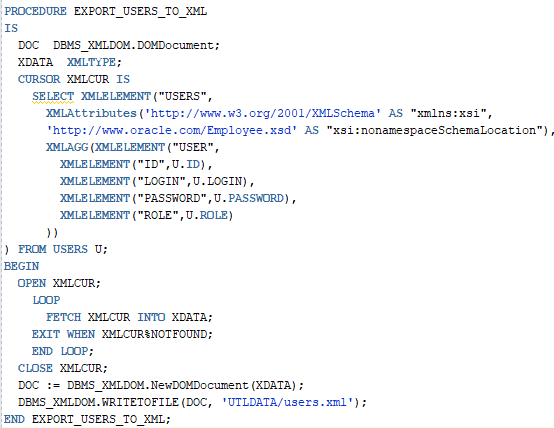 PROCEDURE EXPORT_USERS_TO_XML
IS
  DOC  DBMS_XMLDOM.DOMDocument;
  XDATA  XMLTYPE;
  CURSOR XMLCUR IS
    SELECT XMLELEMENT("USERS",
      XMLAttributes('http://www.w3.org/2001/XMLSchema' AS "xmlns:xsi",
      'http://www.oracle.com/Employee.xsd' AS "xsi:nonamespaceSchemaLocation"),
      XMLAGG(XMLELEMENT("USER",
        XMLELEMENT("ID",U.ID),
        XMLELEMENT("LOGIN",U.LOGIN),
        XMLELEMENT("PASSWORD",U.PASSWORD),
        XMLELEMENT("ROLE",U.ROLE)
      ))
) FROM USERS U;
BEGIN
  OPEN XMLCUR;
    LOOP
      FETCH XMLCUR INTO XDATA;
    EXIT WHEN XMLCUR%NOTFOUND;
    END LOOP;
  CLOSE XMLCUR;
  DOC := DBMS_XMLDOM.NewDOMDocument(XDATA);
  DBMS_XMLDOM.WRITETOFILE(DOC, 'UTLDATA/users.xml');
END EXPORT_USERS_TO_XML;